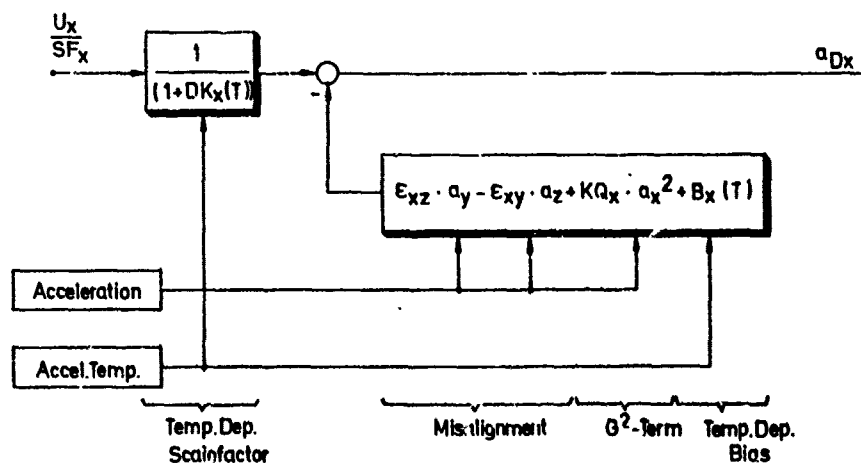 U_x
SF_x
1
(1+DK_x(T))
-
a_Dx
ε_xz · a_y - ε_xy · a_z + KQ_x · a_x² + B_x (T)
Acceleration
Accel.Temp.
Temp.Dep.
Scalnfactor
Misalignment
G²-Term
Temp.Dep.
Bias